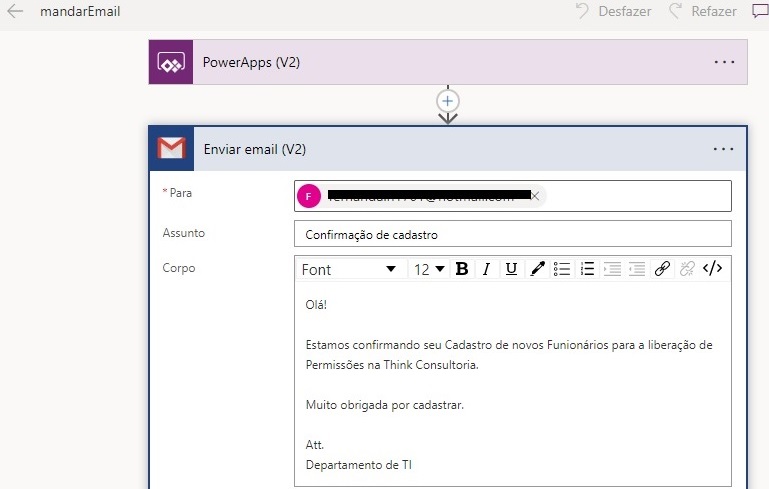 mandarEmail
Desfazer
Refazer
PowerApps (V2)
Enviar email (V2)
* Para
F
Assunto
Confirmação de cadastro
Corpo
Font
12
B
I
U
</>
Olá!
Estamos confirmando seu Cadastro de novos Funionários para a liberação de
Permissões na Think Consultoria.
Muito obrigada por cadastrar.
Att.
Departamento de TI